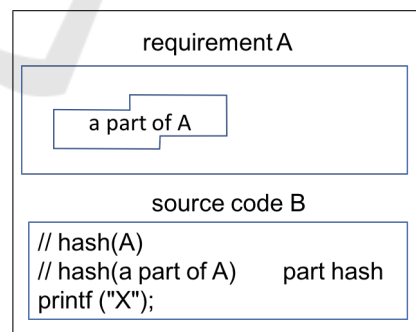 requirement A
a part of A
source code B
// hash(A)
// hash(a part of A) part hash
printf ("X");